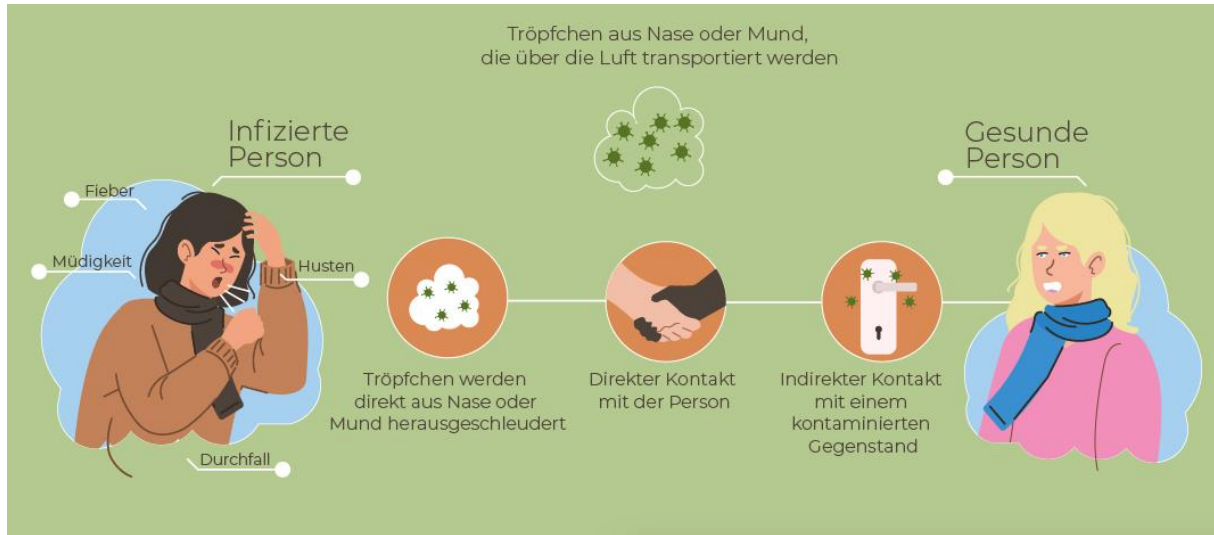 Tröpfchen aus Nase oder Mund,
die über die Luft transportiert werden
Infizierte
Person
Gesunde
Person
Fieber
Müdigkeit
Husten
Durchfall
Tröpfchen werden
direkt aus Nase oder
Mund herausgeschleudert
Direkter Kontakt
mit der Person
Indirekter Kontakt
mit einem
kontaminierten
Gegenstand